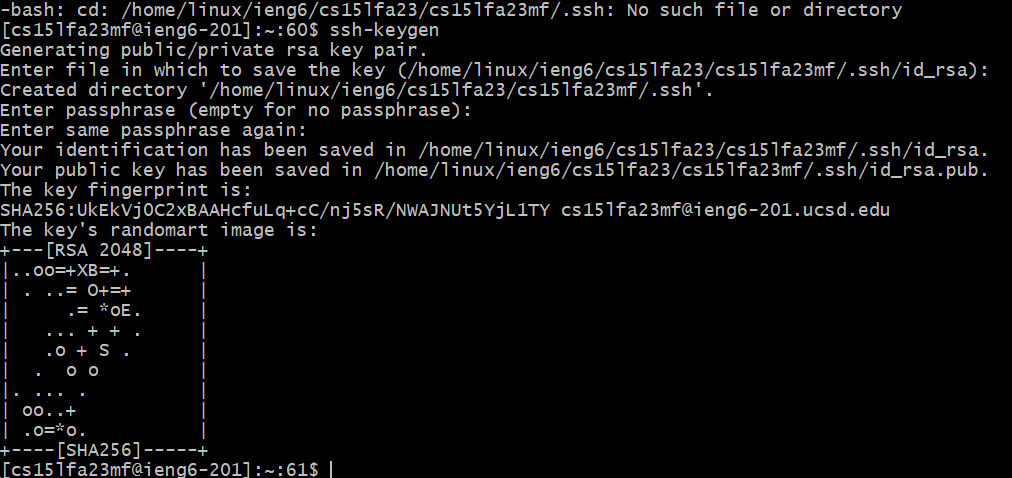 -bash: cd: /home/linux/ieng6/cs15lfa23/cs15lfa23mf/.ssh: No such file or directory
[cs15lfa23mf@ieng6-201]:~:60$ ssh-keygen
Generating public/private rsa key pair.
Enter file in which to save the key (/home/linux/ieng6/cs15lfa23/cs15lfa23mf/.ssh/id_rsa):
Created directory '/home/linux/ieng6/cs15lfa23/cs15lfa23mf/.ssh'.
Enter passphrase (empty for no passphrase):
Enter same passphrase again:
Your identification has been saved in /home/linux/ieng6/cs15lfa23/cs15lfa23mf/.ssh/id_rsa.
Your public key has been saved in /home/linux/ieng6/cs15lfa23/cs15lfa23mf/.ssh/id_rsa.pub.
The key fingerprint is:
SHA256:UkEkVjOC2xBAAHcfuLq+cC/nj5sR/NWAJNUt5YjL1TY cs15lfa23mf@ieng6-201.ucsd.edu
The key's randomart image is:
+---[RSA 2048]----+
|..oo=+XB=+.      |
| . ..= O+=+      |
|     .= *oE.     |
|   ... + + .     |
|   .o + S .      |
|  .  o o         |
|. ... .          |
| oo..+           |
| .o=*o.          |
+----[SHA256]-----+
[cs15lfa23mf@ieng6-201]:~:61$